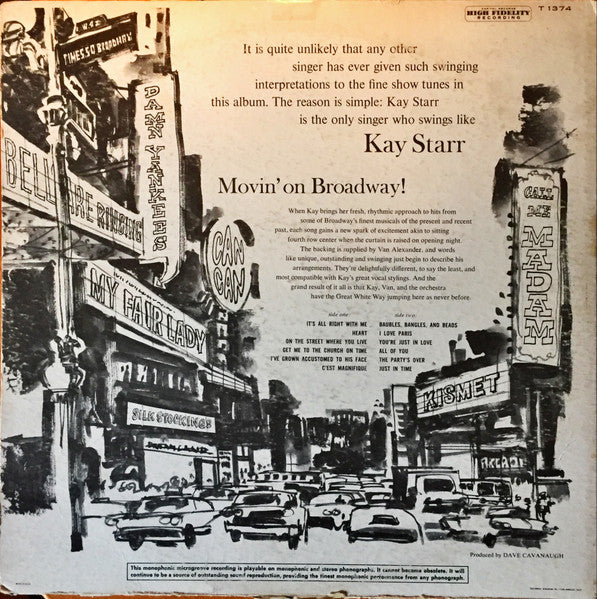 CAPITOL RECORDS
HIGH FIDELITY
RECORDING
T 1374
TIMES SQ BROADWAY
DAMN YANKEES
It is quite unlikely that any other
singer has ever given such swinging
interpretations to the fine show tunes in
this album. The reason is simple: Kay Starr
is the only singer who swings like
Kay Starr
Movin' on Broadway!
BELLS ARE RINGING
CAN
CAN
CALL
ME
MADAM
When Kay brings her fresh, rhythmic approach to hits from
some of Broadway's finest musicals of the present and recent
past, each song gains a new spark of excitement akin to sitting
fourth row center when the curtain is raised on opening night.
The backing is supplied by Van Alexander, and words
like unique, outstanding and swinging just begin to describe his
arrangements. They're delightfully different, to say the least, and
most compatible with Kay's great vocal stylings. And the
grand result of it all is that Kay, Van, and the orchestra
have the Great White Way jumping here as never before.
MY FAIR LADY
side one:
IT'S ALL RIGHT WITH ME
HEART
ON THE STREET WHERE YOU LIVE
GET ME TO THE CHURCH ON TIME
I'VE GROWN ACCUSTOMED TO HIS FACE
C'EST MAGNIFIQUE
side two:
BAUBLES, BANGLES, AND BEADS
I LOVE PARIS
YOU'RE JUST IN LOVE
ALL OF YOU
THE PARTY'S OVER
JUST IN TIME
KISMET
SILK STOCKINGS
ARCADE
Produced by DAVE CAVANAUGH
This monophonic microgroove recording is playable on monophonic and stereo phonographs. It cannot become obsolete. It will
continue to be a source of outstanding sound reproduction, providing the finest monophonic performance from any phonograph.